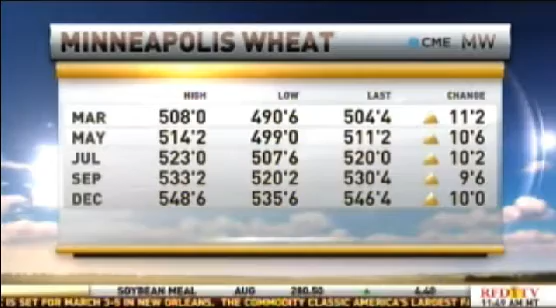 MINNEAPOLIS WHEAT CME MW
HIGH LOW LAST CHANGE
MAR 508'0 490'6 504'4 11'2
MAY 514'2 499'0 511'2 10'6
JUL 523'0 507'6 520'0 10'2
SEP 533'2 520'2 530'4 9'6
DEC 548'6 535'6 546'4 10'0
SOYBEAN MEAL AUG 280.50 4.40
IS SET FOR MARCH 3-5 IN NEW ORLEANS. THE COMMODITY CLASSIC AMERICA'S LARGEST
11:49 AM MT